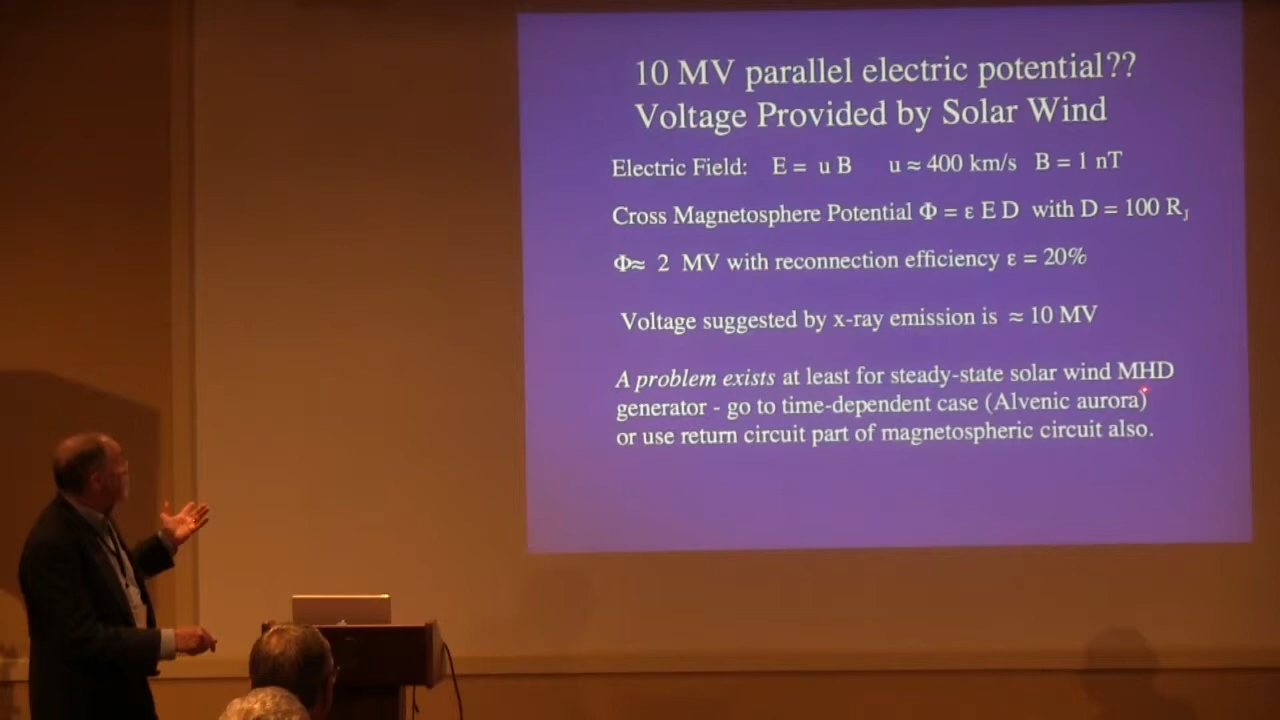 10 MV parallel electric potential??
Voltage Provided by Solar Wind
Electric Field: E = u B u ≈ 400 km/s B = 1 nT
Cross Magnetosphere Potential Φ = ε E D with D = 100 R_J
Φ≈ 2 MV with reconnection efficiency ε = 20%
Voltage suggested by x-ray emission is ≈ 10 MV
A problem exists at least for steady-state solar wind MHD
generator - go to time-dependent case (Alvenic aurora)
or use return circuit part of magnetospheric circuit also.